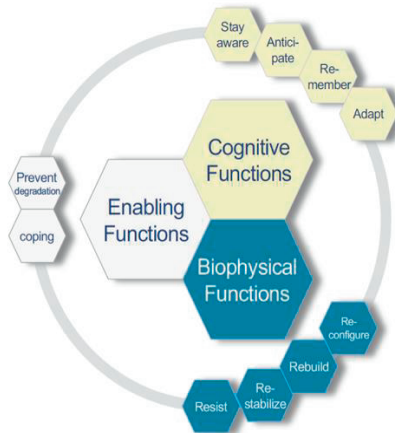 Stay
aware
Antici-
pate
Re-
member
Adapt
Cognitive
Functions
Prevent
degradation
coping
Enabling
Functions
Biophysical
Functions
Re-
configure
Rebuild
Re-
stabilize
Resist